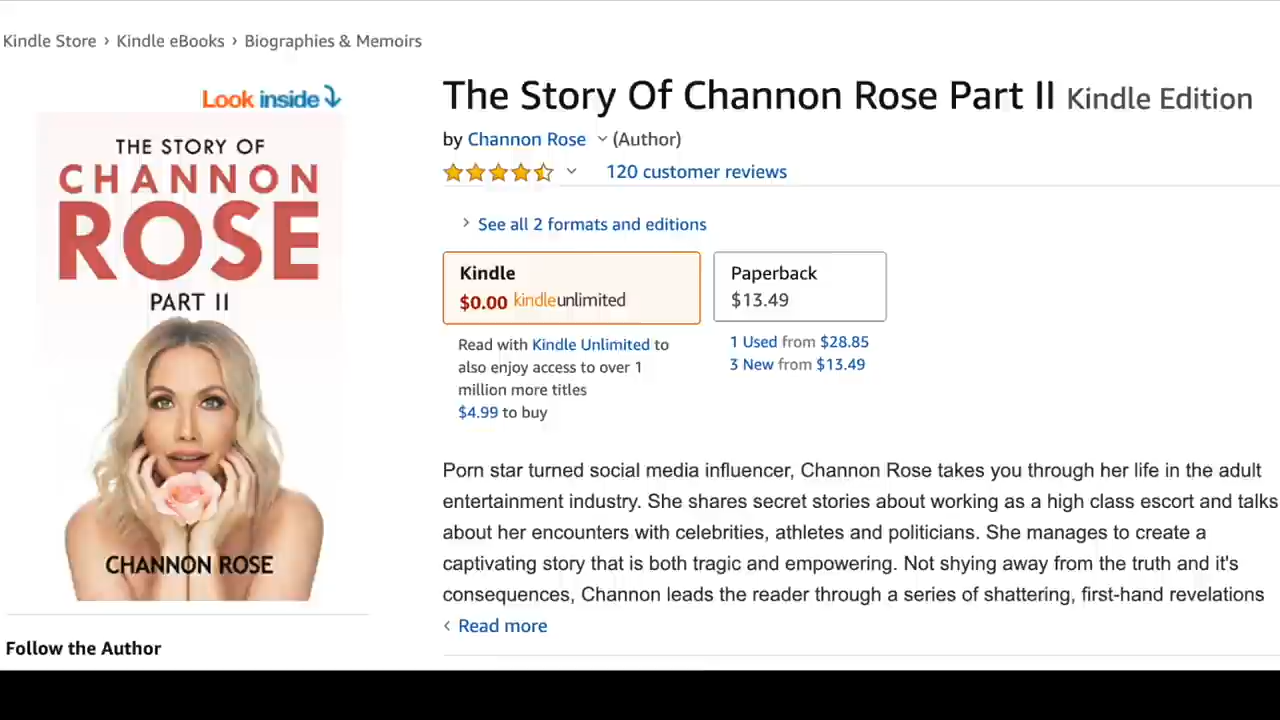 Kindle Store › Kindle eBooks › Biographies & Memoirs
Look inside
THE STORY OF
CHANNON
ROSE
PART II
CHANNON ROSE
Follow the Author
The Story Of Channon Rose Part II Kindle Edition
by Channon Rose (Author)
120 customer reviews
See all 2 formats and editions
Kindle
$0.00 kindleunlimited
Read with Kindle Unlimited to
also enjoy access to over 1
million more titles
$4.99 to buy
Paperback
$13.49
1 Used from $28.85
3 New from $13.49
Porn star turned social media influencer, Channon Rose takes you through her life in the adult
entertainment industry. She shares secret stories about working as a high class escort and talks
about her encounters with celebrities, athletes and politicians. She manages to create a
captivating story that is both tragic and empowering. Not shying away from the truth and it's
consequences, Channon leads the reader through a series of shattering, first-hand revelations
Read more